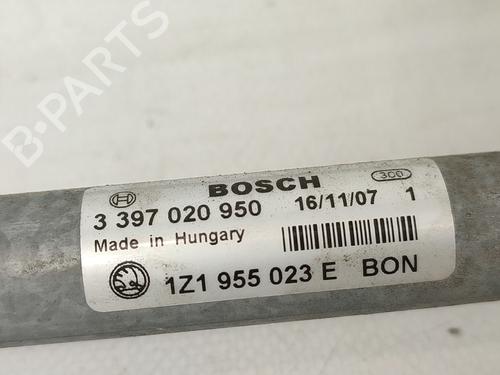 B-PARTS
BOSCH 300
3 397 020 950 16/11/07 1
Made in Hungary
1Z1 955 023 E BON